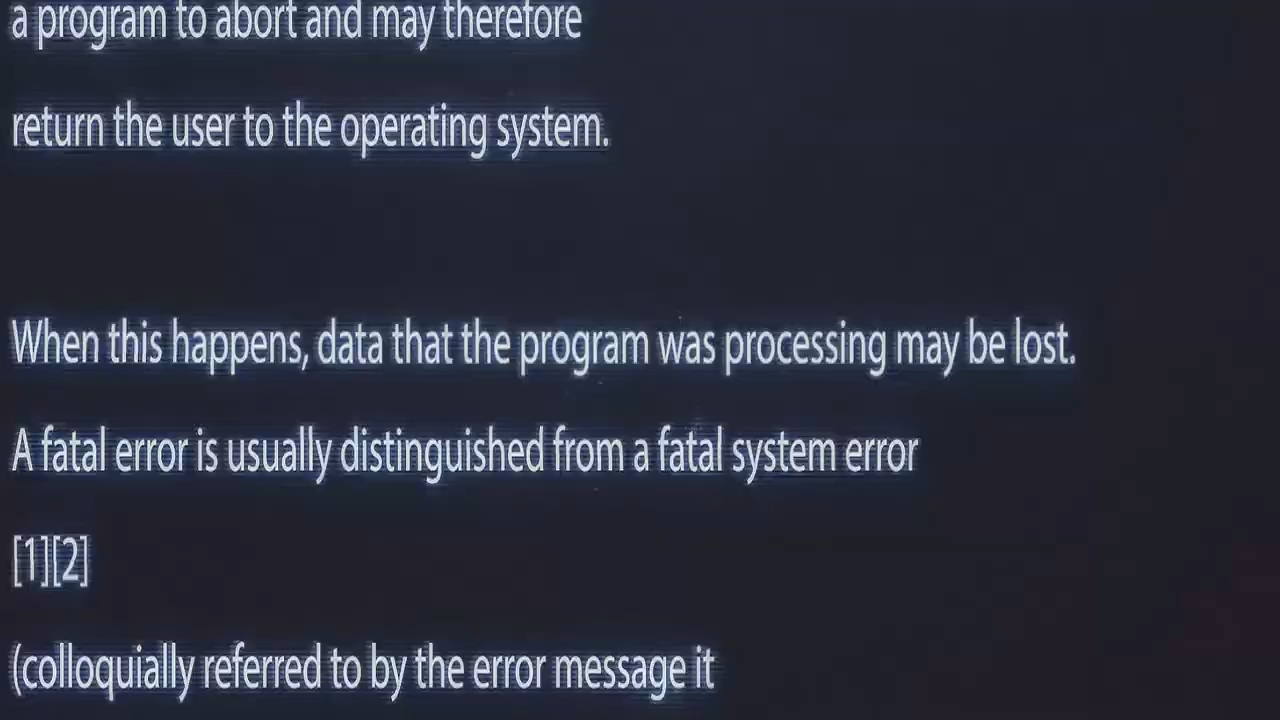 a program to abort and may therefore
return the user to the operating system.
When this happens, data that the program was processing may be lost.
A fatal error is usually distinguished from a fatal system error
[1][2]
(colloquially referred to by the error message it